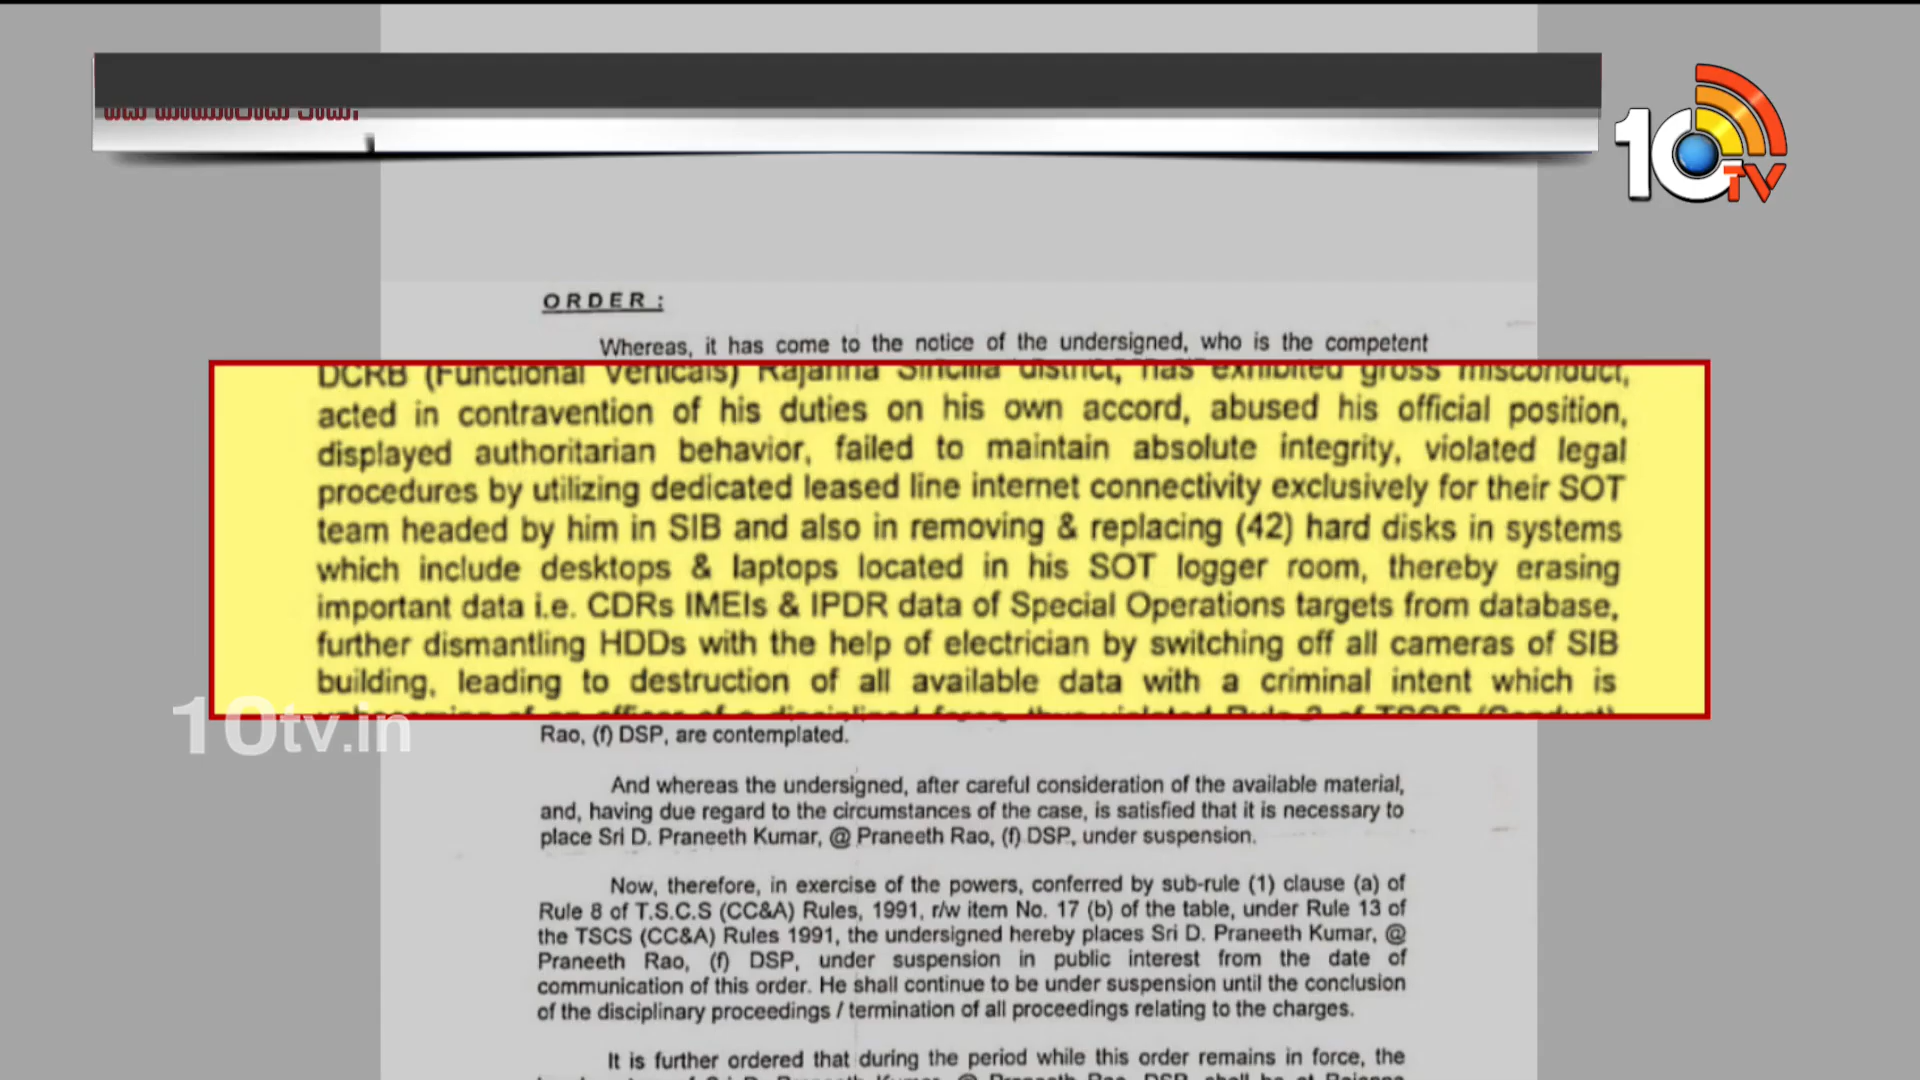 10TV
ORDER :
Whereas, it has come to the notice of the undersigned, who is the competent
DCRB (Functional Verticals) Rajanna Sircilla district, has exhibited gross misconduct,
acted in contravention of his duties on his own accord, abused his official position,
displayed authoritarian behavior, failed to maintain absolute integrity, violated legal
procedures by utilizing dedicated leased line internet connectivity exclusively for their SOT
team headed by him in SIB and also in removing & replacing (42) hard disks in systems
which include desktops & laptops located in his SOT logger room, thereby erasing
important data i.e. CDRs IMEIs & IPDR data of Special Operations targets from database,
further dismantling HDDs with the help of electrician by switching off all cameras of SIB
building, leading to destruction of all available data with a criminal intent which is
10tv.in
Rao, (f) DSP, are contemplated.
And whereas the undersigned, after careful consideration of the available material,
and, having due regard to the circumstances of the case, is satisfied that it is necessary to
place Sri D. Praneeth Kumar, @ Praneeth Rao, (f) DSP, under suspension.
Now, therefore, in exercise of the powers, conferred by sub-rule (1) clause (a) of
Rule 8 of T.S.C.S (CC&A) Rules, 1991, r/w item No. 17 (b) of the table, under Rule 13 of
the TSCS (CC&A) Rules 1991, the undersigned hereby places Sri D. Praneeth Kumar, @
Praneeth Rao, (f) DSP, under suspension in public interest from the date of
communication of this order. He shall continue to be under suspension until the conclusion
of the disciplinary proceedings / termination of all proceedings relating to the charges.
It is further ordered that during the period while this order remains in force, the